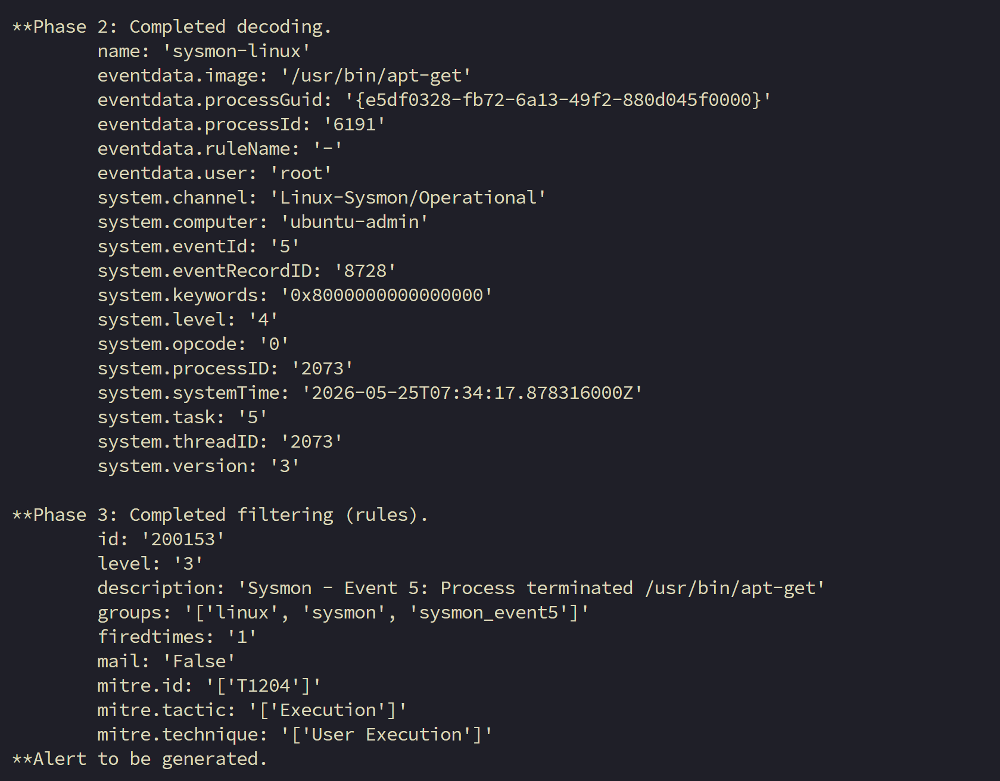 **Phase 2: Completed decoding.
name: 'sysmon-linux'
eventdata.image: '/usr/bin/apt-get'
eventdata.processGuid: '{e5df0328-fb72-6a13-49f2-880d045f0000}'
eventdata.processId: '6191'
eventdata.ruleName: '-'
eventdata.user: 'root'
system.channel: 'Linux-Sysmon/Operational'
system.computer: 'ubuntu-admin'
system.eventId: '5'
system.eventRecordID: '8728'
system.keywords: '0x8000000000000000'
system.level: '4'
system.opcode: '0'
system.processID: '2073'
system.systemTime: '2026-05-25T07:34:17.878316000Z'
system.task: '5'
system.threadID: '2073'
system.version: '3'
**Phase 3: Completed filtering (rules).
id: '200153'
level: '3'
description: 'Sysmon - Event 5: Process terminated /usr/bin/apt-get'
groups: '['linux', 'sysmon', 'sysmon_event5']'
firedtimes: '1'
mail: 'False'
mitre.id: '['T1204']'
mitre.tactic: '['Execution']'
mitre.technique: '['User Execution']'
**Alert to be generated.